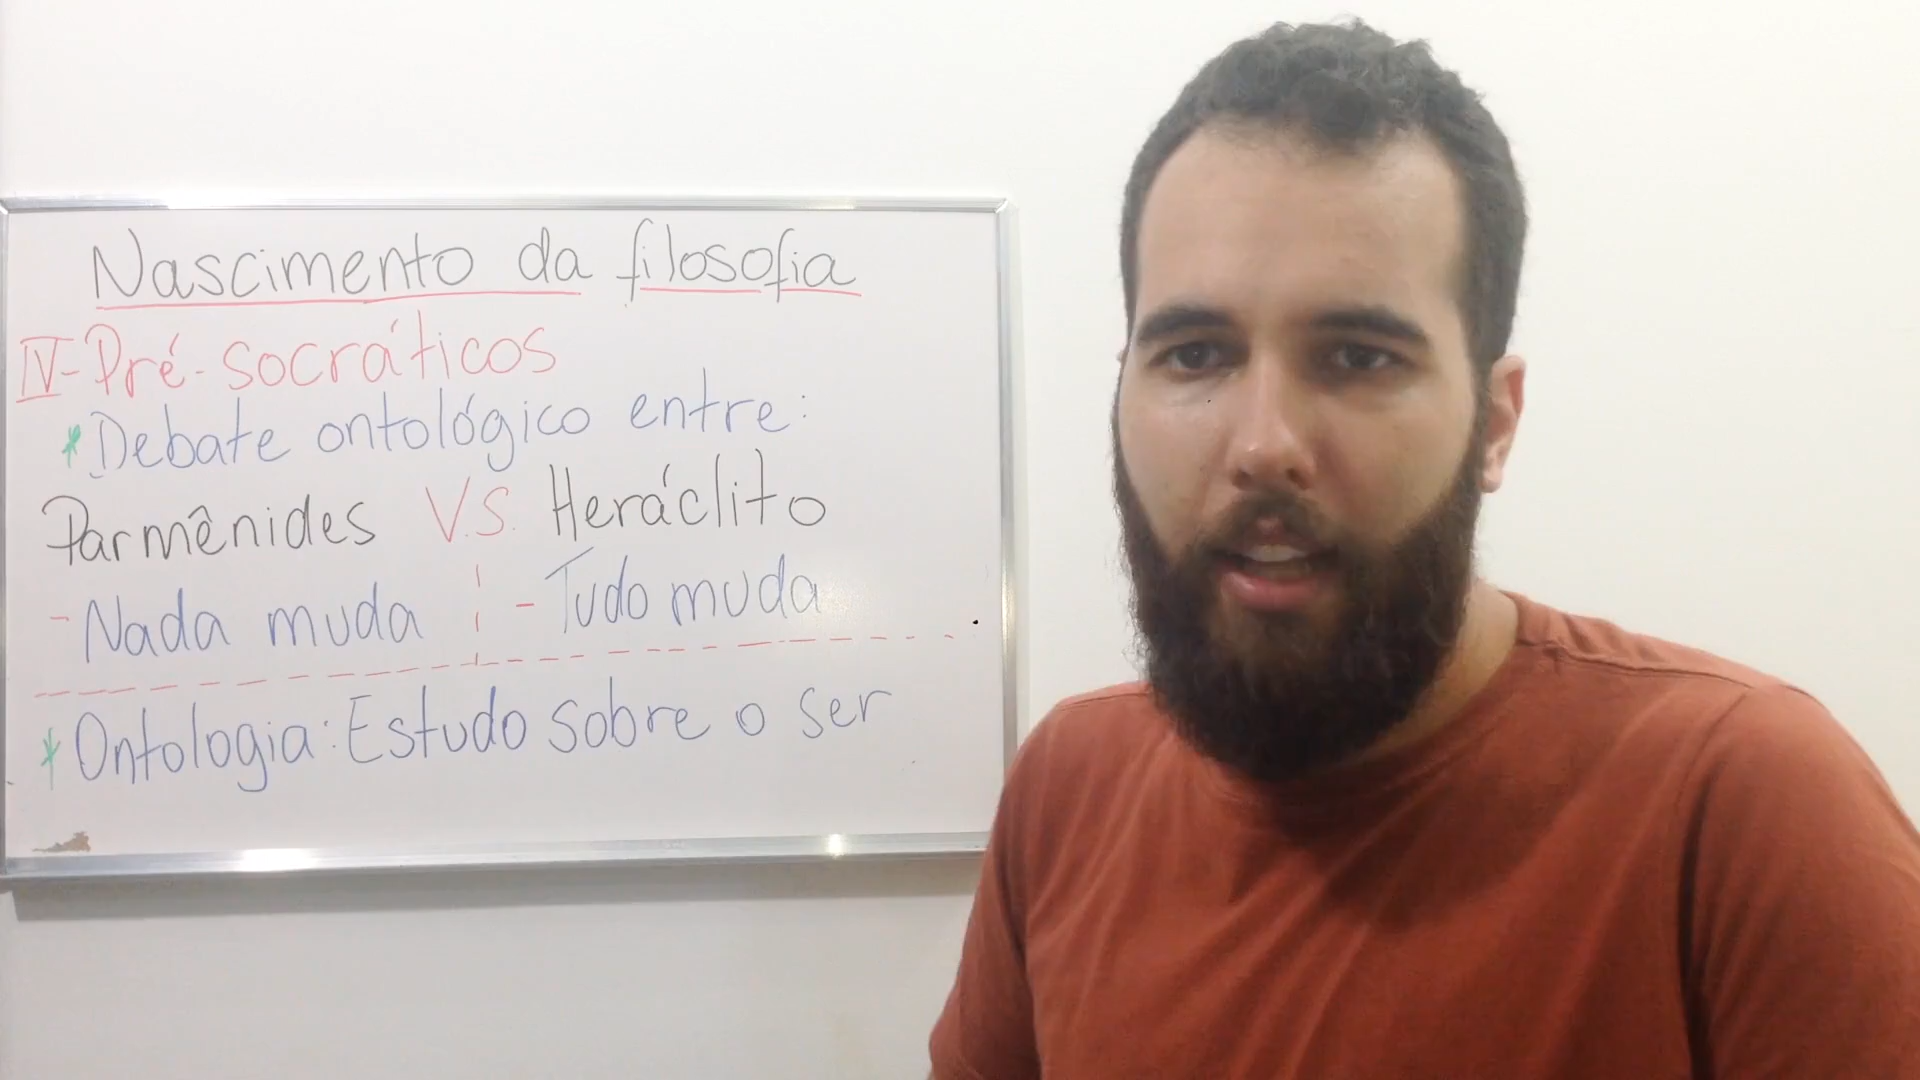 Nascimento da filosofia
IV-Pré-socráticos
*Debate ontológico entre:
Parmênides V.S. Heráclito
-Nada muda - Tudo muda
*Ontologia: Estudo sobre o ser